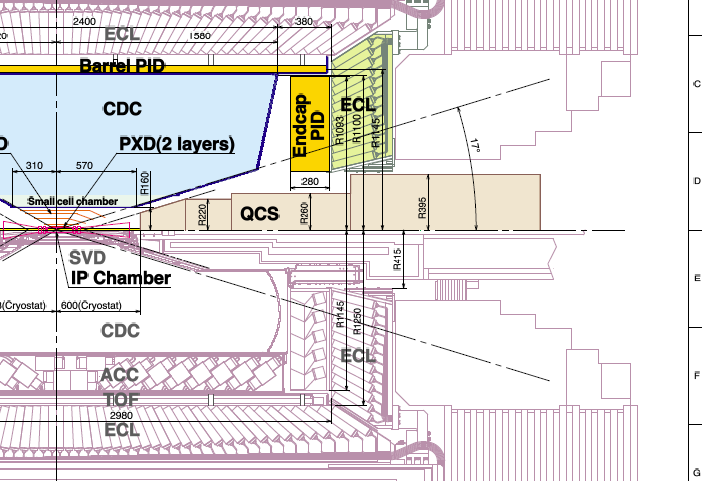 2400
380
20
ECL
1580
Barrel PID
C
CDC
Endcap
PID
ECL
R1093
R1100
R1145
17°
D
PXD(2 layers)
310
570
R160
280
D
Small cell chamber
R220
QCS
R260
R395
SVD
IP Chamber
R415
E
(Cryostat)
600(Cryostat)
R1145
R1250
CDC
ECL
ACC
F
TOF
2980
ECL
G